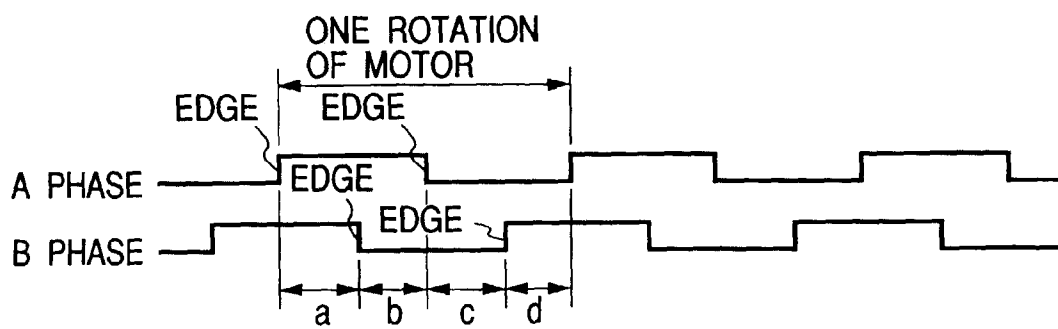 ONE ROTATION
OF MOTOR
EDGE
EDGE
A PHASE
EDGE
EDGE
B PHASE
a
b
c
d